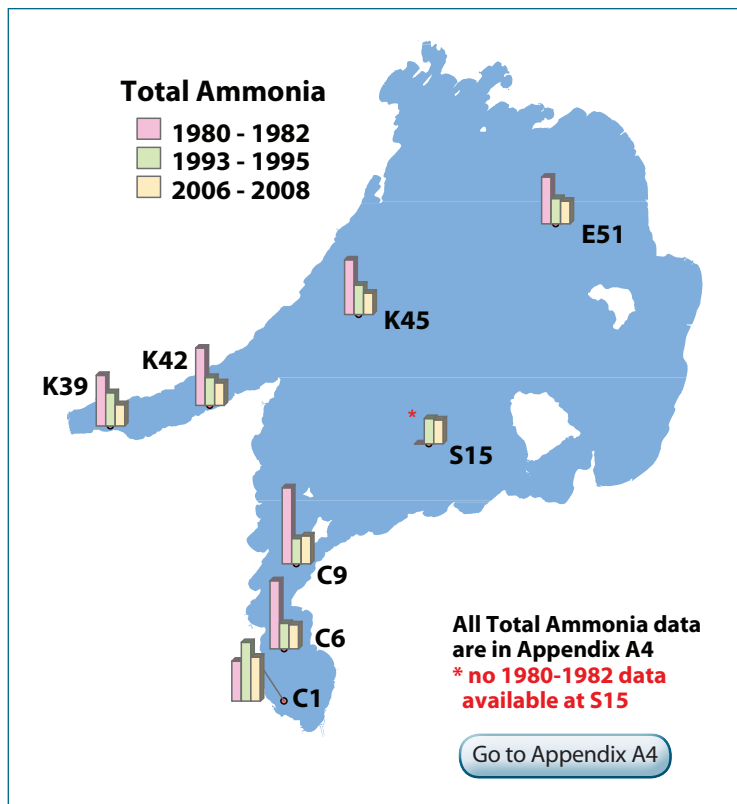 Total Ammonia
1980 - 1982
1993 - 1995
2006 - 2008
E51
K45
K42
K39
*
S15
C9
C6
C1
All Total Ammonia data
are in Appendix A4
* no 1980-1982 data
available at S15
Go to Appendix A4